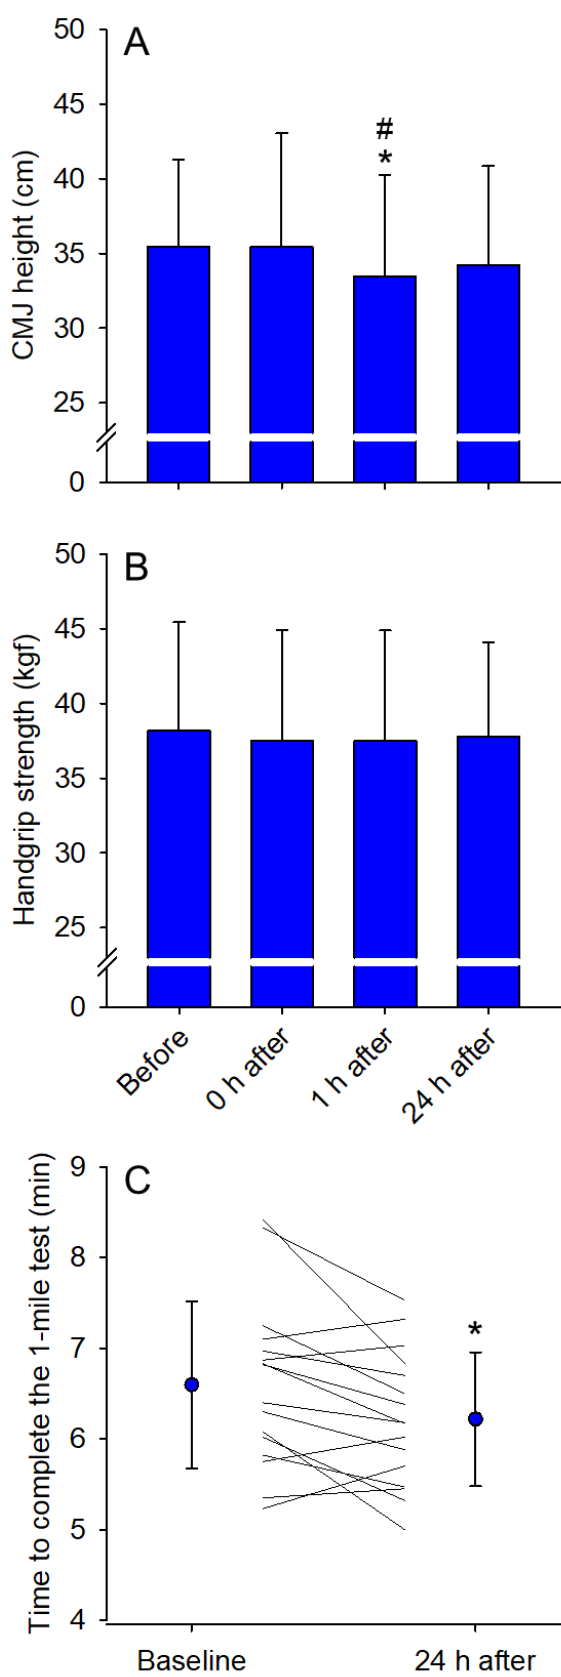 A
CMJ height (cm)
50
45
40
35
30
25
0
#
*
B
Handgrip strength (kgf)
50
45
40
35
30
25
0
Before
0 h after
1 h after
24 h after
C
Time to complete the 1-mile test (min)
9
8
7
6
5
4
*
Baseline
24 h after